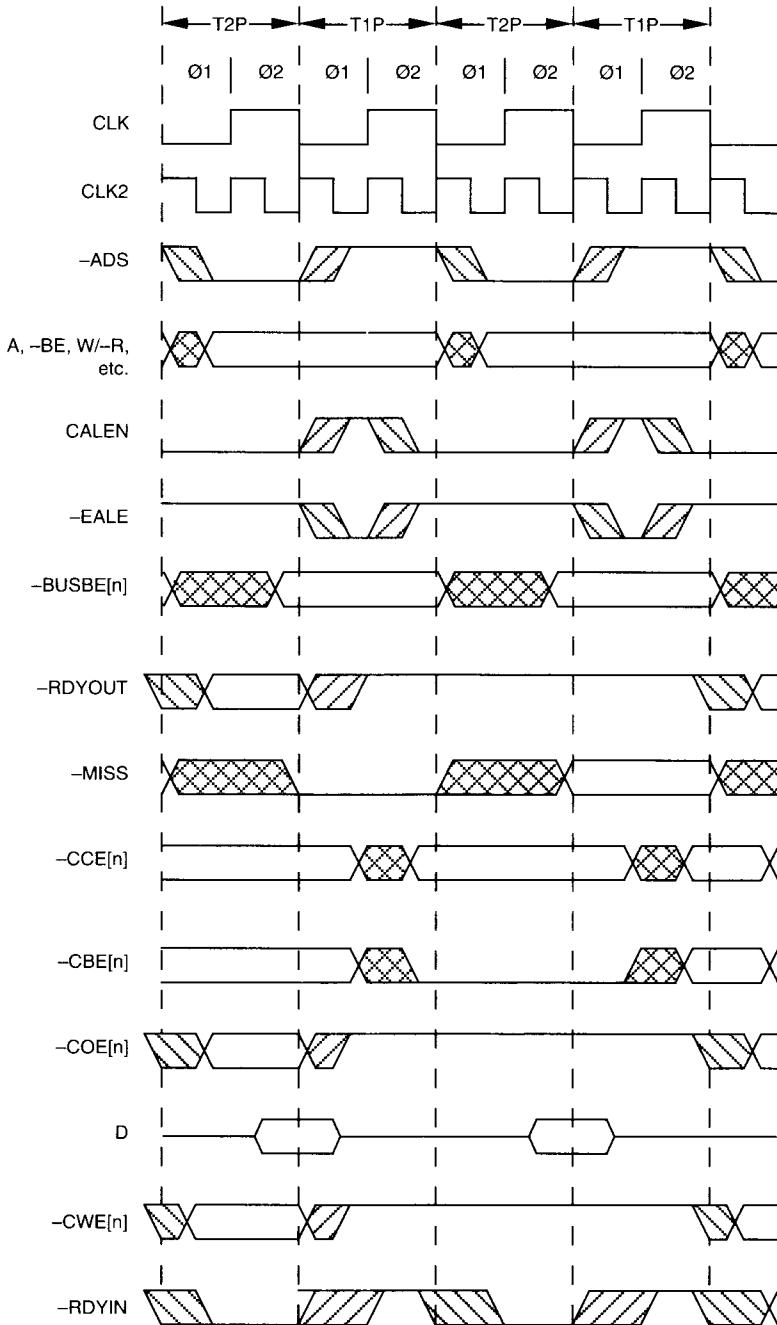 T2P T1P T2P T1P
Ø1 Ø2 Ø1 Ø2 Ø1 Ø2 Ø1 Ø2
CLK
CLK2
–ADS
A, –BE, W/–R,
etc.
CALEN
–EALE
–BUSBE[n]
–RDYOUT
–MISS
–CCE[n]
–CBE[n]
–COE[n]
D
–CWE[n]
–RDYIN